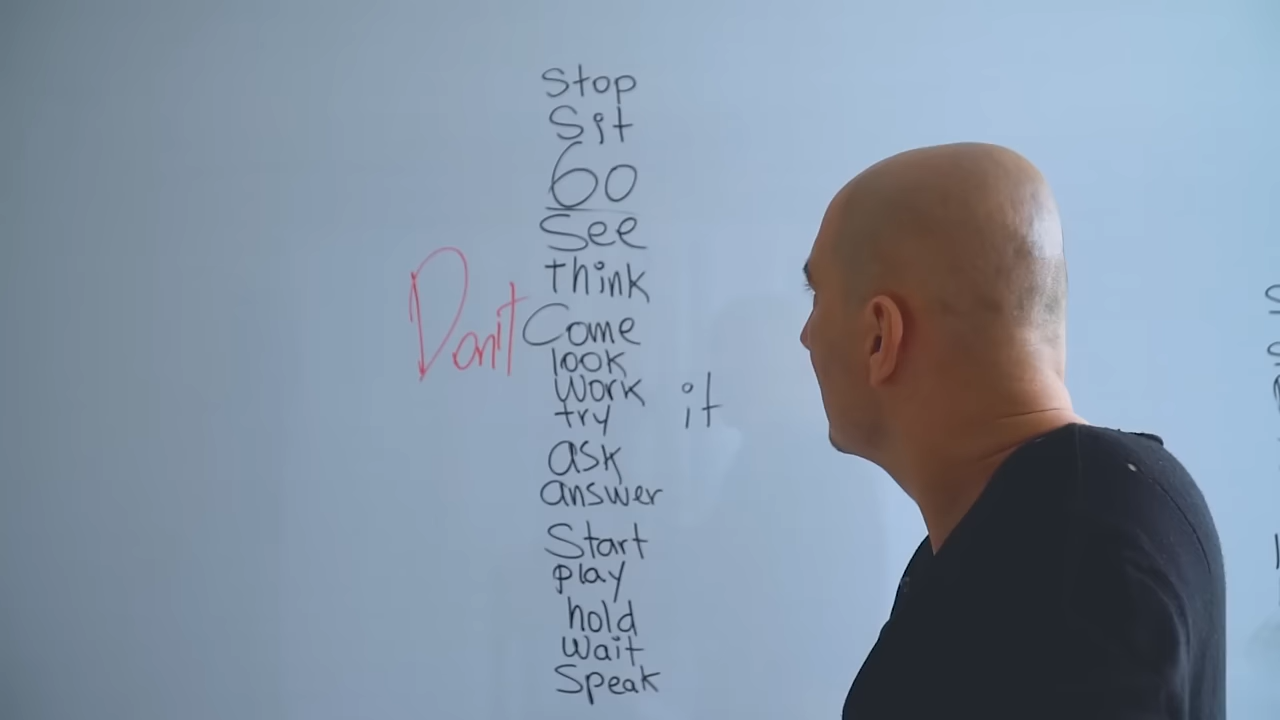 Stop
Sit
Go
See
think
Don't
Come
look
Work
try
it
ask
answer
Start
play
hold
wait
Speak